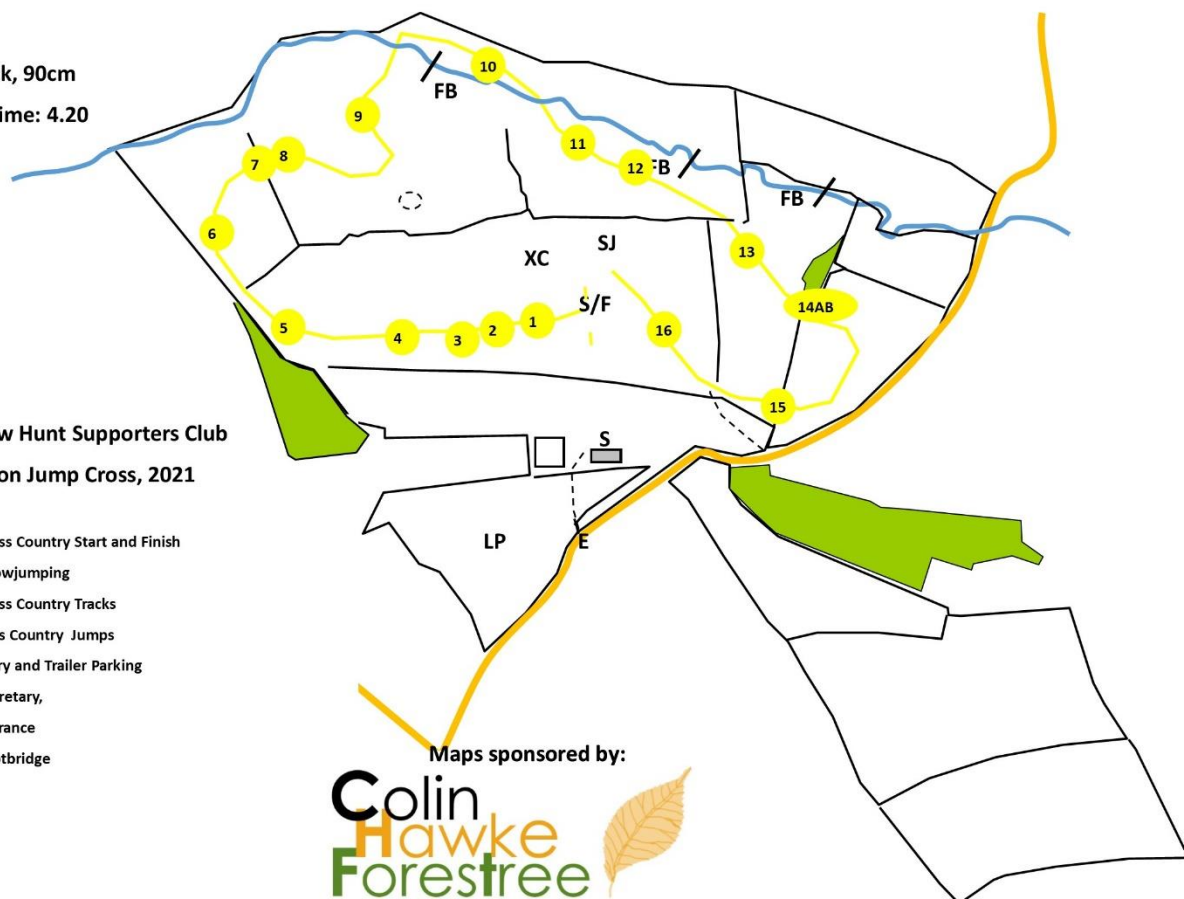 k, 90cm
ime: 4.20
10
FB
9
11
12
FB
7
8
FB
6
SJ
13
XC
S/F
14AB
1
2
3
4
5
16
15
w Hunt Supporters Club
S
on Jump Cross, 2021
ss Country Start and Finish
LP
E
owjumping
ss Country Tracks
s Country Jumps
ry and Trailer Parking
retary,
rance
otbridge
Maps sponsored by:
Colin
Hawke
Forestree